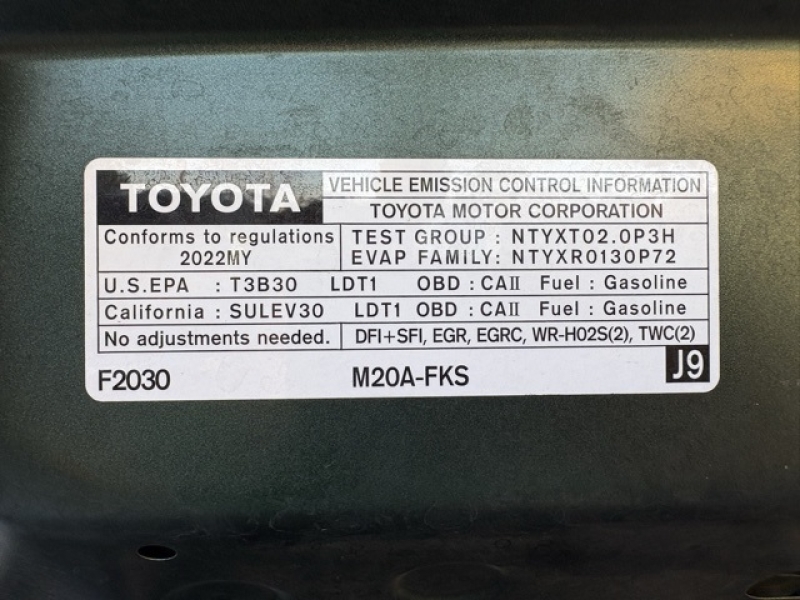 TOYOTA
VEHICLE EMISSION CONTROL INFORMATION
TOYOTA MOTOR CORPORATION
Conforms to regulations
2022MY
TEST GROUP : NTYXT02.0P3H
EVAP FAMILY: NTYXR0130P72
U.S.EPA : T3B30 LDT1 OBD : CAII Fuel : Gasoline
California : SULEV30 LDT1 OBD : CAII Fuel : Gasoline
No adjustments needed. DFI+SFI, EGR, EGRC, WR-HO2S(2), TWC(2)
F2030 M20A-FKS J9